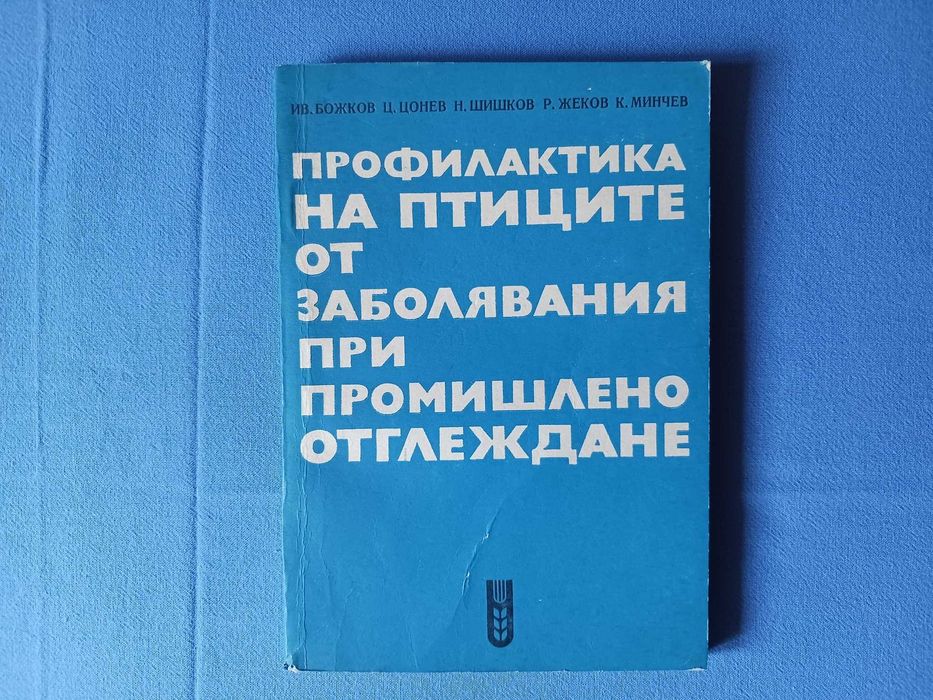 ИВ. БОЖКОВ Ц. ЦОНЕВ Н. ШИШКОВ Р. ЖЕКОВ К. МИНЧЕВ
ПРОФИЛАКТИКА
НА ПТИЦИТЕ
ОТ
ЗАБОЛЯВАНИЯ
ПРИ
ПРОМИШЛЕНО
ОТГЛЕЖДАНЕ